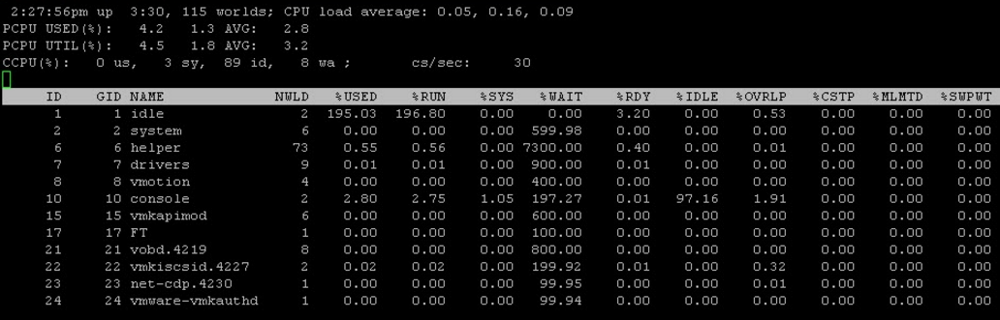 2:27:56pm up  3:30, 115 worlds; CPU load average: 0.05, 0.16, 0.09
PCPU USED(%):   4.2   1.3 AVG:   2.8
PCPU UTIL(%):   4.5   1.8 AVG:   3.2
CCPU(%):   0 us,   3 sy,  89 id,   8 wa ;       cs/sec:     30
ID    GID NAME             NWLD   %USED    %RUN    %SYS   %WAIT    %RDY   %IDLE  %OVRLP   %CSTP  %MLMTD  %SWPWT
1      1 idle                2  195.03  196.80    0.00    0.00    3.20    0.00    0.53    0.00    0.00    0.00
2      2 system              6    0.00    0.00    0.00  599.98    0.00    0.00    0.00    0.00    0.00    0.00
6      6 helper             73    0.55    0.56    0.00 7300.00    0.40    0.00    0.01    0.00    0.00    0.00
7      7 drivers             9    0.01    0.01    0.00  900.00    0.01    0.00    0.00    0.00    0.00    0.00
8      8 vmotion             4    0.00    0.00    0.00  400.00    0.00    0.00    0.00    0.00    0.00    0.00
10     10 console             2    2.80    2.75    1.05  197.27    0.01   97.16    1.91    0.00    0.00    0.00
15     15 vmkapimod           6    0.00    0.00    0.00  600.00    0.00    0.00    0.00    0.00    0.00    0.00
17     17 FT                  1    0.00    0.00    0.00  100.00    0.00    0.00    0.00    0.00    0.00    0.00
21     21 vobd.4219           8    0.00    0.00    0.00  800.00    0.00    0.00    0.00    0.00    0.00    0.00
22     22 vmkiscsid.4227      2    0.02    0.02    0.00  199.92    0.01    0.00    0.32    0.00    0.00    0.00
23     23 net-cdp.4230        1    0.00    0.00    0.00   99.95    0.00    0.00    0.01    0.00    0.00    0.00
24     24 vmware-vmkauthd     1    0.00    0.00    0.00   99.94    0.00    0.00    0.00    0.00    0.00    0.00